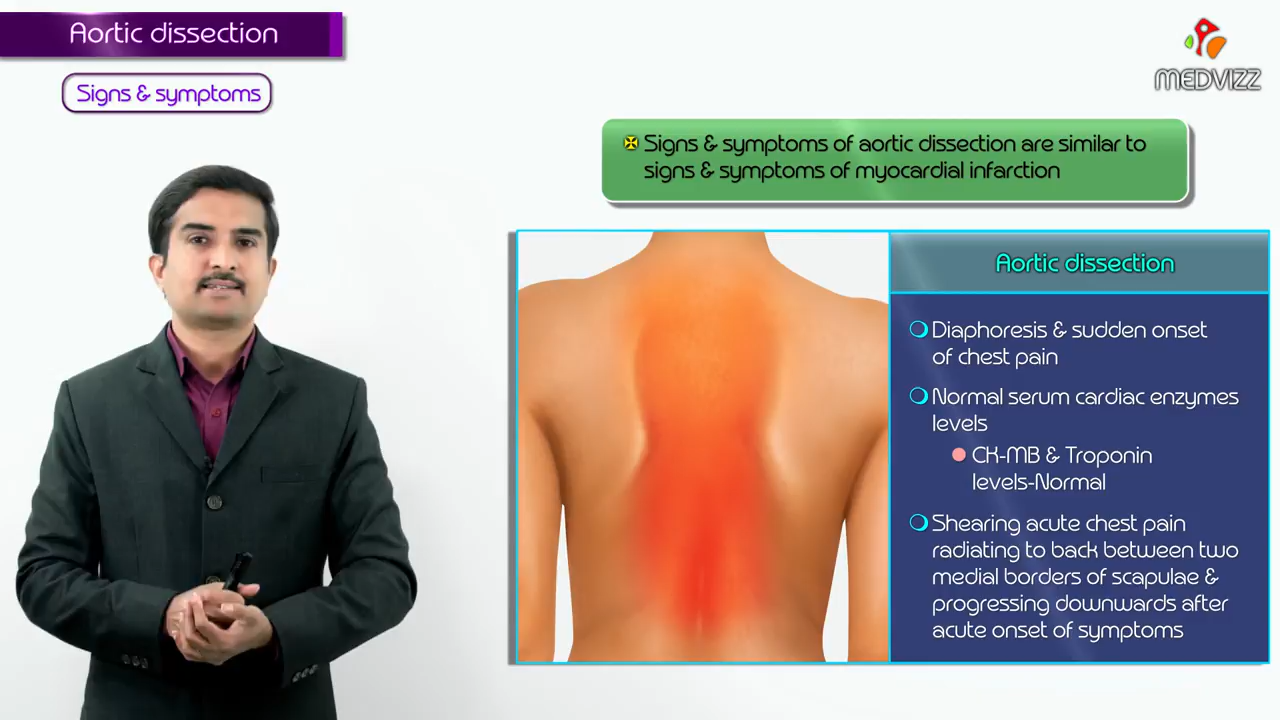 Aortic dissection
Signs & symptoms
MEDVIZZ
Signs & symptoms of aortic dissection are similar to
signs & symptoms of myocardial infarction
Aortic dissection
Diaphoresis & sudden onset
of chest pain
Normal serum cardiac enzymes
levels
CK-MB & Troponin
levels-Normal
Shearing acute chest pain
radiating to back between two
medial borders of scapulae &
progressing downwards after
acute onset of symptoms